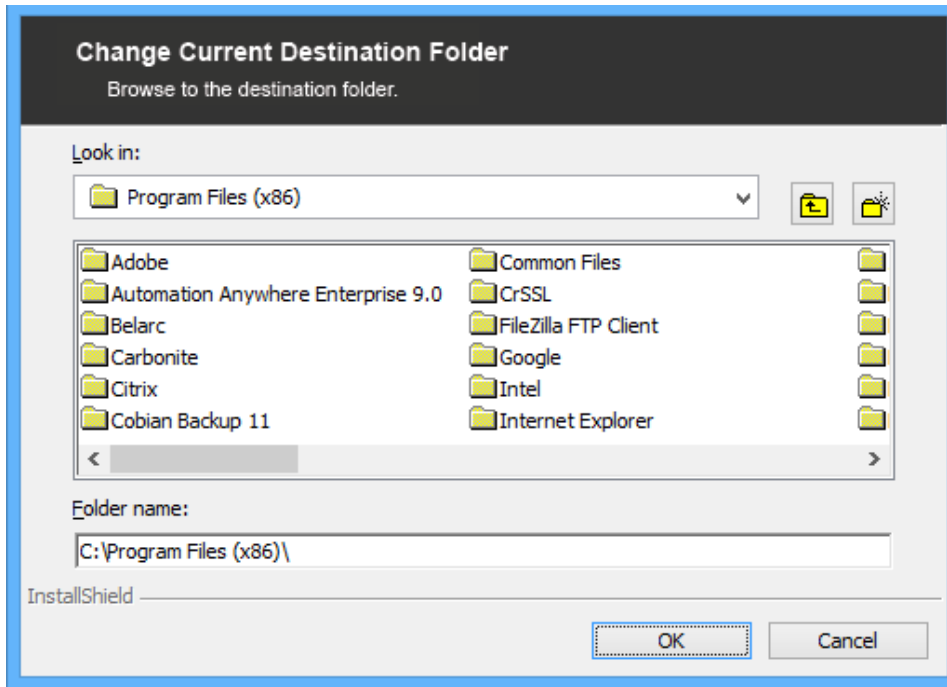 Change Current Destination Folder
Browse to the destination folder.
Look in:
Program Files (x86)
Adobe
Automation Anywhere Enterprise 9.0
Belarc
Carbonite
Citrix
Cobian Backup 11
Common Files
CrSSL
FileZilla FTP Client
Google
Intel
Internet Explorer
Folder name:
C:\Program Files (x86)\
InstallShield
OK
Cancel